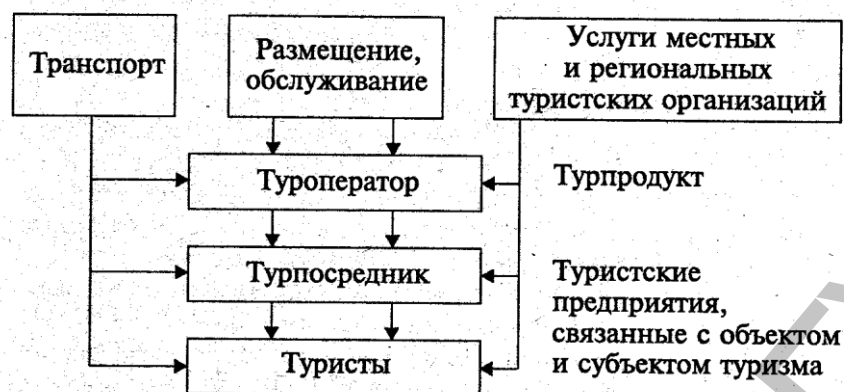 Транспорт
Размещение,
обслуживание
Услуги местных
и региональных
туристских организаций
Туроператор
Турпродукт
Турпосредник
Туристские
предприятия,
связанные с объектом
и субъектом туризма
Туристы